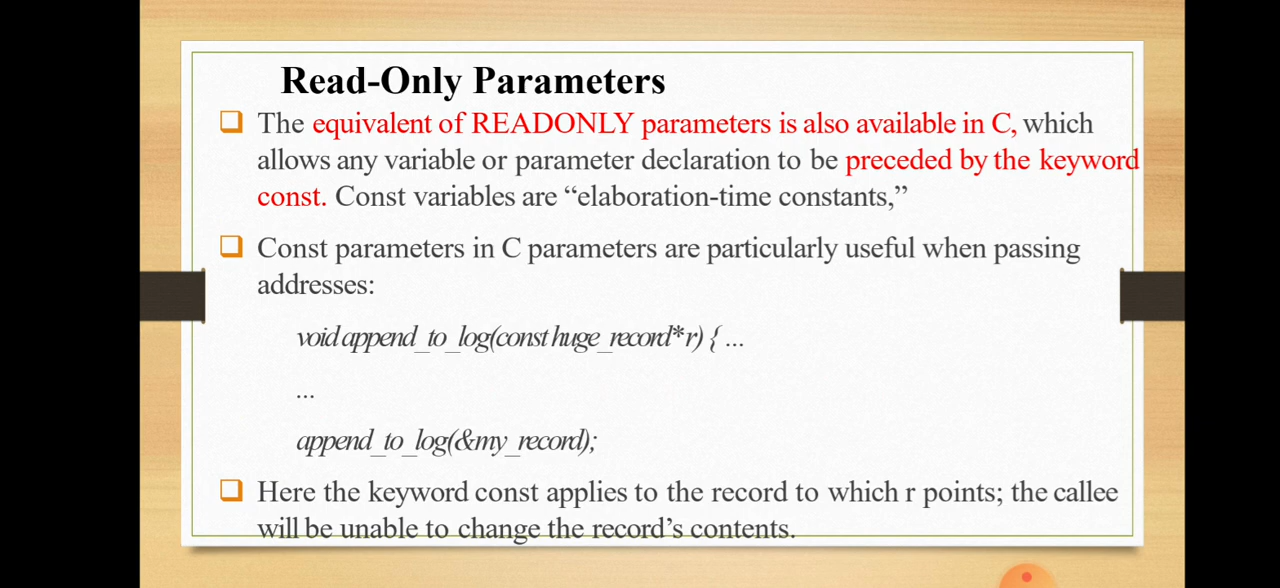 Read-Only Parameters
The equivalent of READONLY parameters is also available in C, which
allows any variable or parameter declaration to be preceded by the keyword
const. Const variables are “elaboration-time constants,”
Const parameters in C parameters are particularly useful when passing
addresses:
void append_to_log(const huge_record* r) { ...
...
append_to_log(&my_record);
Here the keyword const applies to the record to which r points; the callee
will be unable to change the record’s contents.